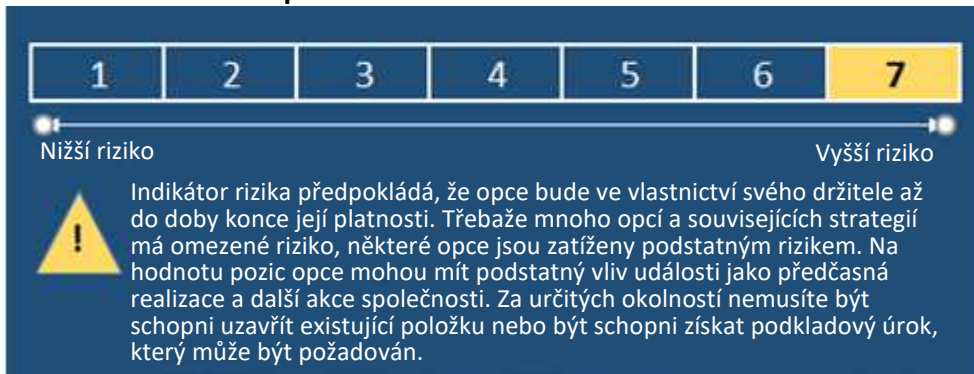 1 2 3 4 5 6 7
Nižší riziko Vyšší riziko
Indikátor rizika předpokládá, že opce bude ve vlastnictví svého držitele až
do doby konce její platnosti. Třebaže mnoho opcí a souvisejících strategií
má omezené riziko, některé opce jsou zatíženy podstatným rizikem. Na
! hodnotu pozic opce mohou mít podstatný vliv události jako předčasná
realizace a další akce společnosti. Za určitých okolností nemusíte být
schopni uzavřít existující položku nebo být schopni získat podkladový úrok,
který může být požadován.